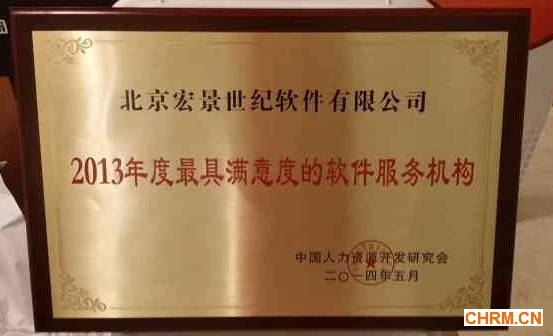 北京宏景世纪软件有限公司
2013年度最具满意度的软件服务机构
中国人力资源开发研究会
二〇一四年五月
CHRM.CN